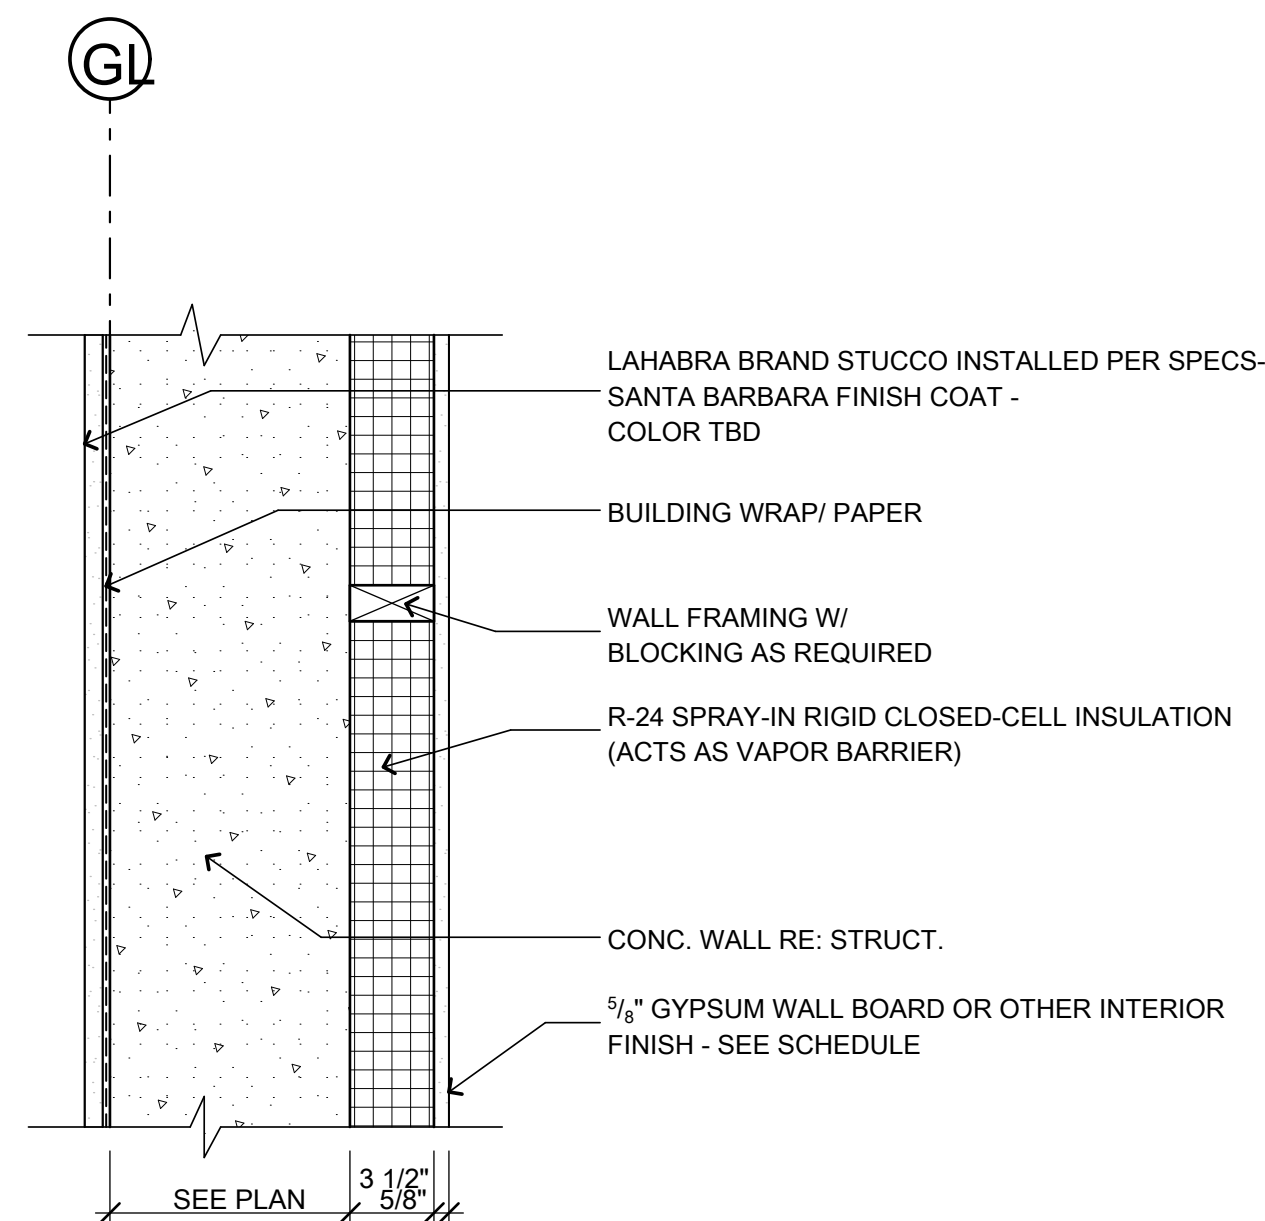 GL
LAHABRA BRAND STUCCO INSTALLED PER SPECS-
SANTA BARBARA FINISH COAT -
COLOR TBD
BUILDING WRAP/ PAPER
WALL FRAMING W/
BLOCKING AS REQUIRED
R-24 SPRAY-IN RIGID CLOSED-CELL INSULATION
(ACTS AS VAPOR BARRIER)
CONC. WALL RE: STRUCT.
5/8" GYPSUM WALL BOARD OR OTHER INTERIOR
FINISH - SEE SCHEDULE
3 1/2"
SEE PLAN 5/8"